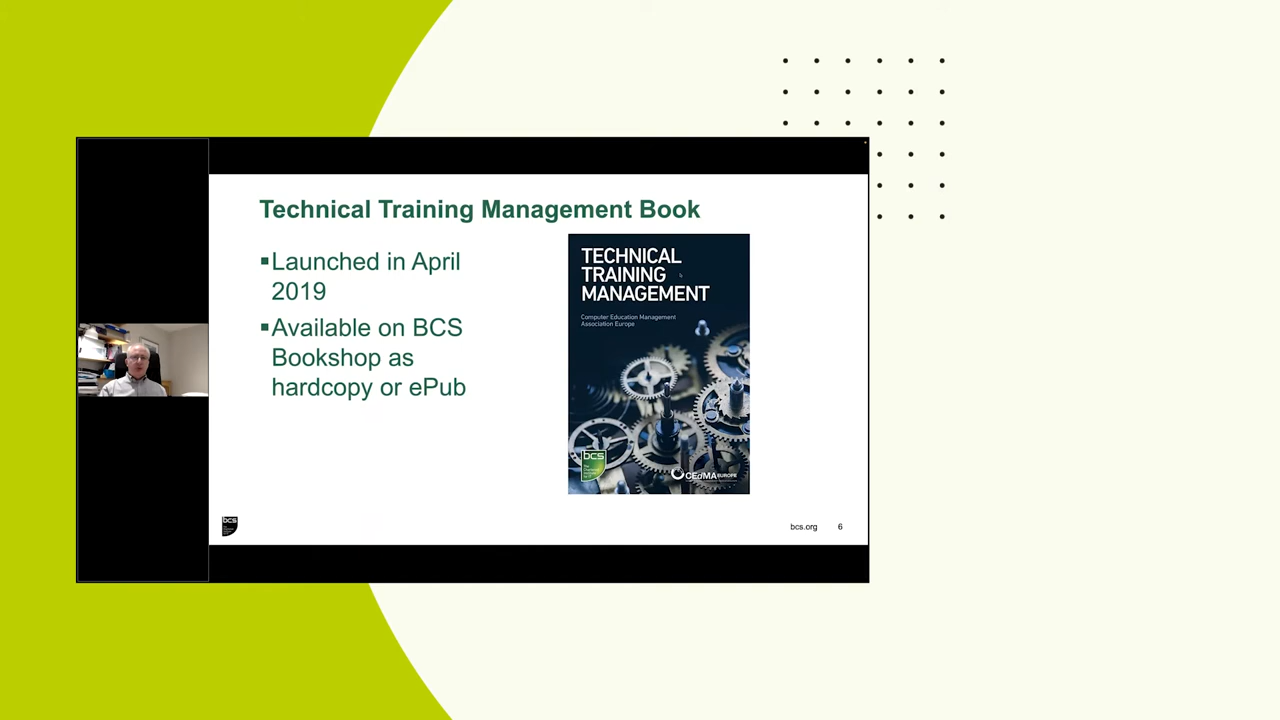 Technical Training Management Book
▪Launched in April
2019
▪Available on BCS
Bookshop as
hardcopy or ePub
TECHNICAL
TRAINING
MANAGEMENT
Computer Education Management
Association Europe
bcs
CEdMA EUROPE
bcs
bcs.org
6